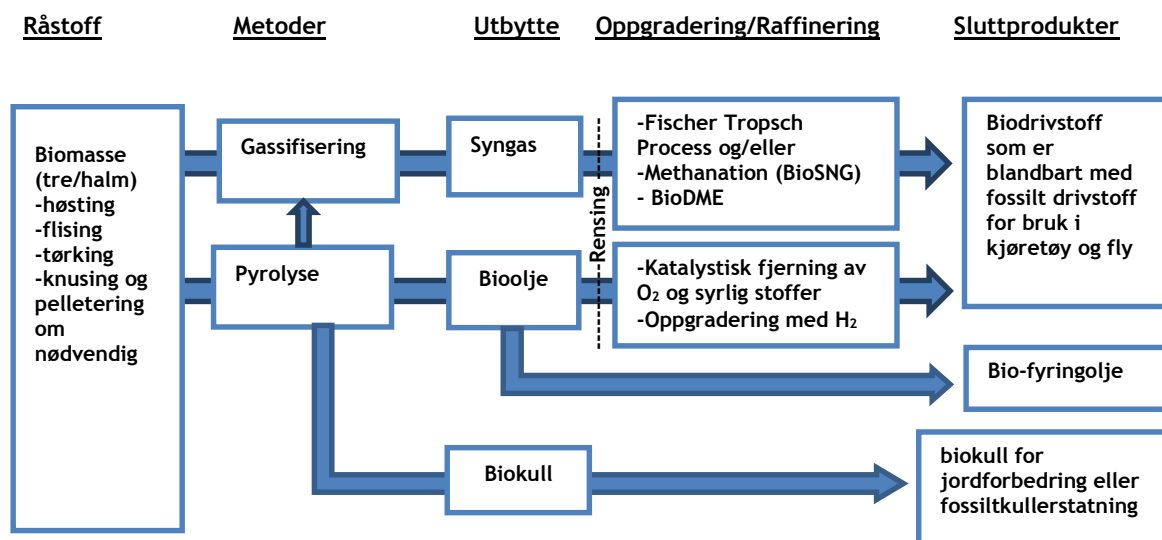 Råstoff
Metoder
Utbytte
Oppgradering/Raffinering
Sluttprodukter
Biomasse
(tre/halm)
-høsting
-flising
-tørking
-knusing og
pelletering
om
nødvendig
Gassifisering
Pyrolyse
Syngas
Bioolje
Biokull
Rensing
-Fischer Tropsch
Process og/eller
-Methanation (BioSNG)
- BioDME
-Katalystisk fjerning av
O₂ og syrlig stoffer
-Oppgradering med H₂
Biodrivstoff
som er
blandbart med
fossilt drivstoff
for bruk i
kjøretøy og fly
Bio-fyringolje
biokull for
jordforbedring eller
fossiltkullerstatning